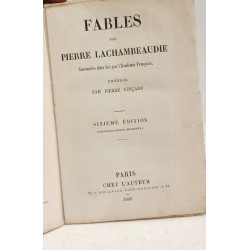 FABLES
PAR
PIERRE LACHAMBEAUDIE
Couronnées deux fois par l'Académie Française,
PRÉFACE
PAR PIERRE VINÇARD
SIXIÈME ÉDITION
PARIS
CHEZ L'AUTEUR
BOULEVARD